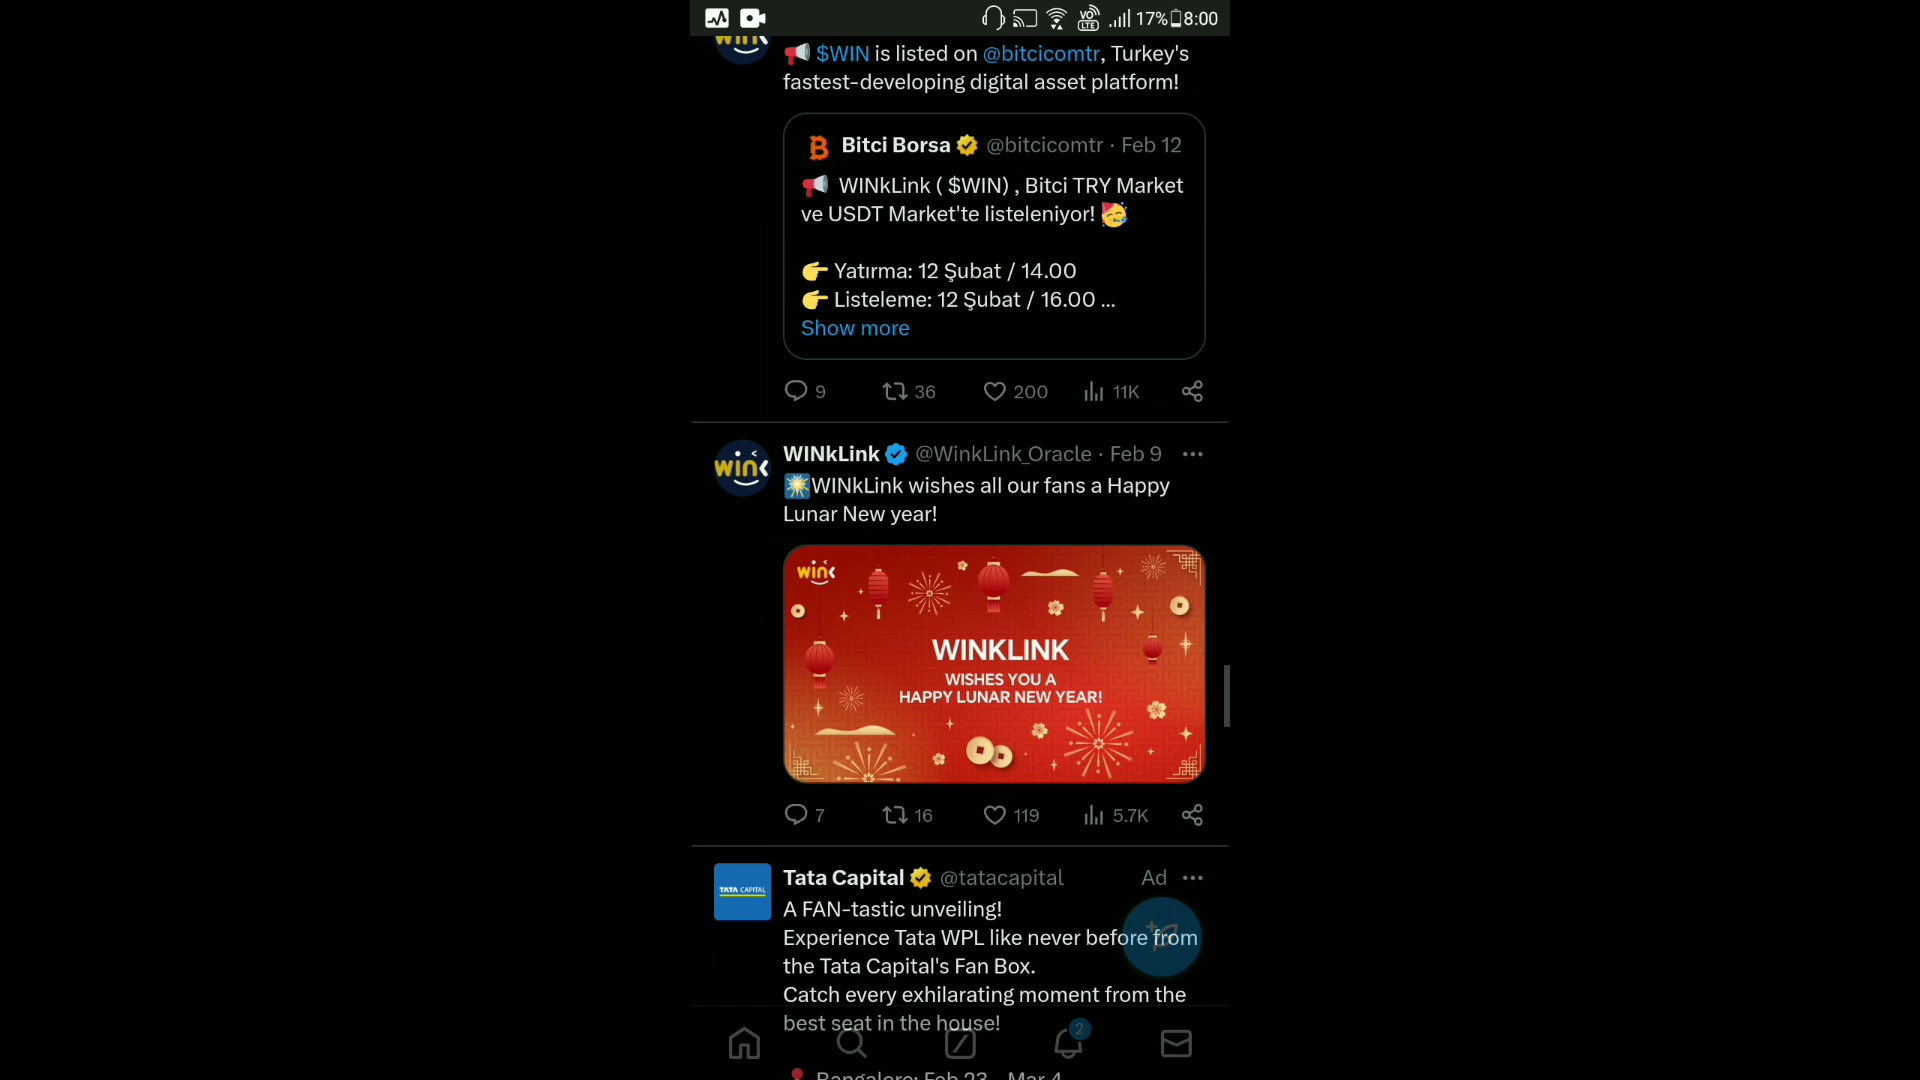 17% 8:00
$WIN is listed on @bitcicomtr, Turkey's
fastest-developing digital asset platform!
Bitci Borsa @bitcicomtr · Feb 12
WINkLink ( $WIN) , Bitci TRY Market
ve USDT Market'te listeleniyor!
Yatırma: 12 Şubat / 14.00
Listeleme: 12 Şubat / 16.00 ...
Show more
9 36 200 11K
WINkLink @WinkLink_Oracle · Feb 9
WINkLink wishes all our fans a Happy
Lunar New year!
win
WINKLINK
WISHES YOU A
HAPPY LUNAR NEW YEAR!
7 16 119 5.7K
TATA CAPITAL
Tata Capital @tatacapital Ad
A FAN-tastic unveiling!
Experience Tata WPL like never before from
the Tata Capital's Fan Box.
Catch every exhilarating moment from the
best seat in the house!
2
Bangalore: Feb 23 - Mar 4